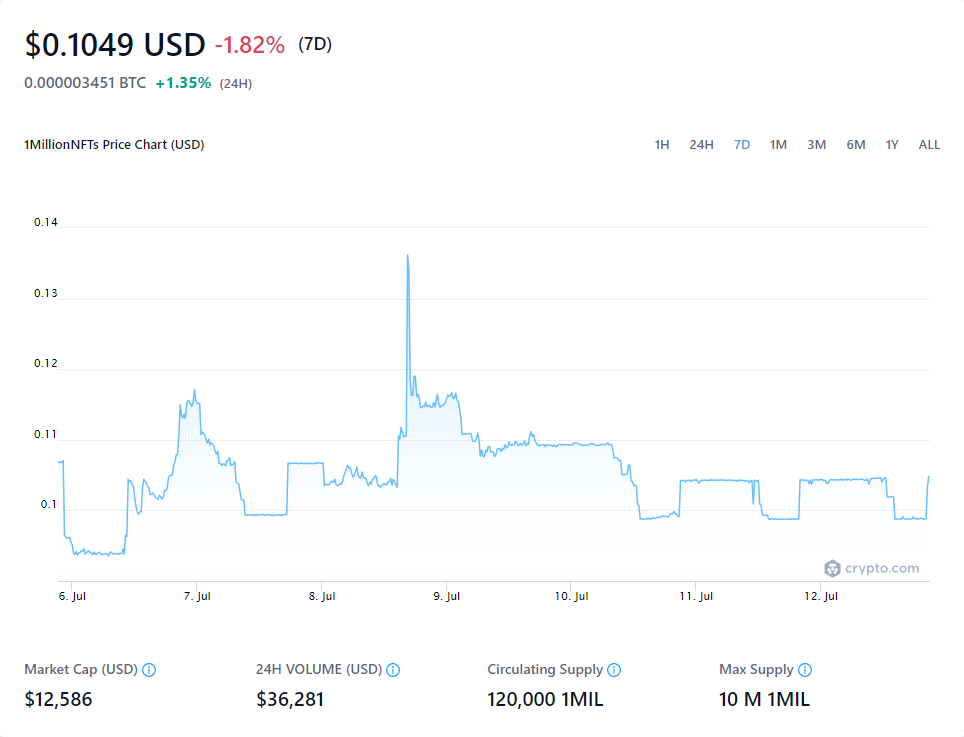 $0.1049 USD -1.82% (7D)
0.000003451 BTC +1.35% (24H)
1MillionNFTs Price Chart (USD) 1H 24H 7D 1M 3M 6M 1Y ALL
0.14
0.13
0.12
0.11
0.1
crypto.com
6. Jul 7. Jul 8. Jul 9. Jul 10. Jul 11. Jul 12. Jul
Market Cap (USD) 24H VOLUME (USD) Circulating Supply Max Supply
$12,586 $36,281 120,000 1MIL 10 M 1MIL